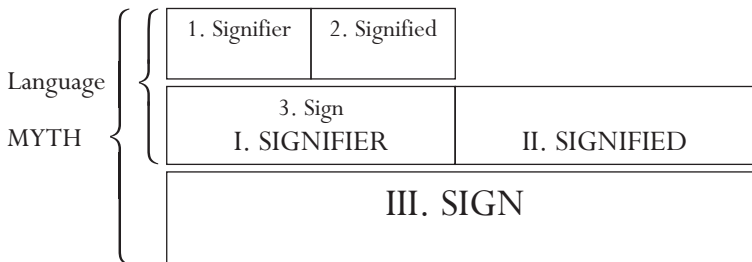 1. Signifier 2. Signified
Language
3. Sign
MYTH
I. SIGNIFIER II. SIGNIFIED
III. SIGN